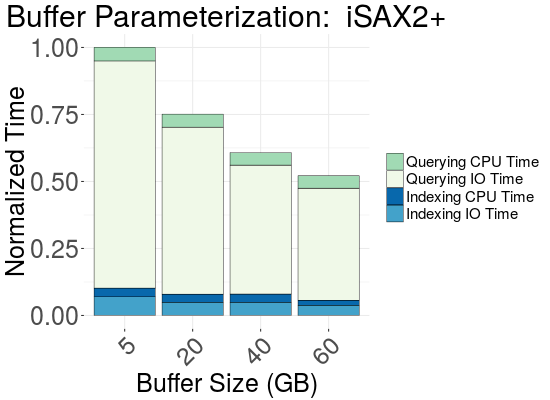 Buffer Parameterization: iSAX2+
Normalized Time
1.00
0.75
0.50
0.25
0.00
5
20
40
60
Buffer Size (GB)
Querying CPU Time
Querying IO Time
Indexing CPU Time
Indexing IO Time